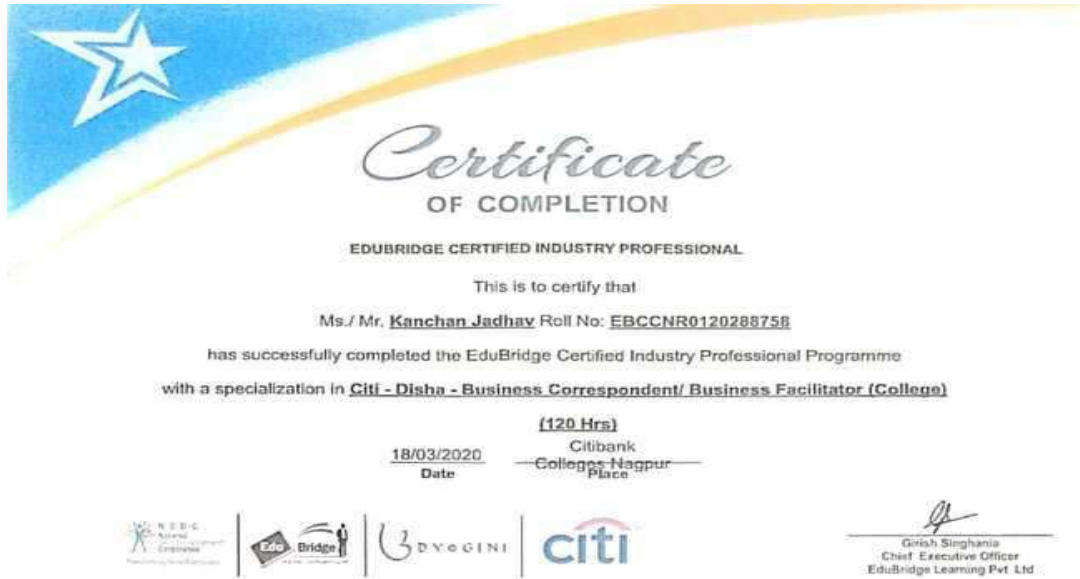 Certificate
OF COMPLETION
EDUBRIDGE CERTIFIED INDUSTRY PROFESSIONAL
This is to certify that
Ms./ Mr. Kanchan Jadhav Roll No: EBCCNR0120288758
has successfully completed the EduBridge Certified Industry Professional Programme
with a specialization in Citi - Disha - Business Correspondent/ Business Facilitator (College)
(120 Hrs)
18/03/2020
Date
Citibank
Colleges Nagpur
Place
N S D C
National
Corporation
Edu Bridge
UDYOGINI
citi
Girish Singhania
Chief Executive Officer
EduBridge Learning Pvt Ltd